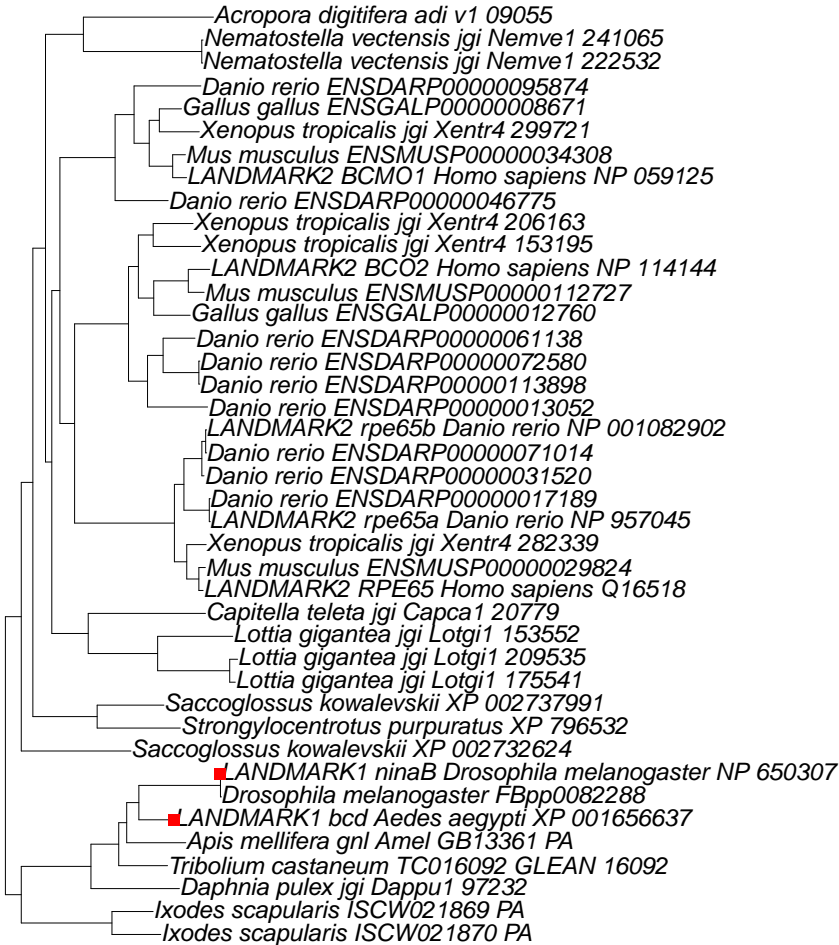 Acropora digitifera adi v1 09055
Nematostella vectensis jgi Nemve1 241065
Nematostella vectensis jgi Nemve1 222532
Danio rerio ENSDARP00000095874
Gallus gallus ENSGALP00000008671
Xenopus tropicalis jgi Xentr4 299721
Mus musculus ENSMUSP00000034308
LANDMARK2 BCMO1 Homo sapiens NP 059125
Danio rerio ENSDARP00000046775
Xenopus tropicalis jgi Xentr4 206163
Xenopus tropicalis jgi Xentr4 153195
LANDMARK2 BCO2 Homo sapiens NP 114144
Mus musculus ENSMUSP00000112727
Gallus gallus ENSGALP00000012760
Danio rerio ENSDARP00000061138
Danio rerio ENSDARP00000072580
Danio rerio ENSDARP00000113898
Danio rerio ENSDARP00000013052
LANDMARK2 rpe65b Danio rerio NP 001082902
Danio rerio ENSDARP00000071014
Danio rerio ENSDARP00000031520
Danio rerio ENSDARP00000017189
LANDMARK2 rpe65a Danio rerio NP 957045
Xenopus tropicalis jgi Xentr4 282339
Mus musculus ENSMUSP00000029824
LANDMARK2 RPE65 Homo sapiens Q16518
Capitella teleta jgi Capca1 20779
Lottia gigantea jgi Lotgi1 153552
Lottia gigantea jgi Lotgi1 209535
Lottia gigantea jgi Lotgi1 175541
Saccoglossus kowalevskii XP 002737991
Strongylocentrotus purpuratus XP 796532
Saccoglossus kowalevskii XP 002732624
LANDMARK1 ninaB Drosophila melanogaster NP 650307
Drosophila melanogaster FBpp0082288
LANDMARK1 bcd Aedes aegypti XP 001656637
Apis mellifera gnl Amel GB13361 PA
Tribolium castaneum TC016092 GLEAN 16092
Daphnia pulex jgi Dappu1 97232
Ixodes scapularis ISCW021869 PA
Ixodes scapularis ISCW021870 PA